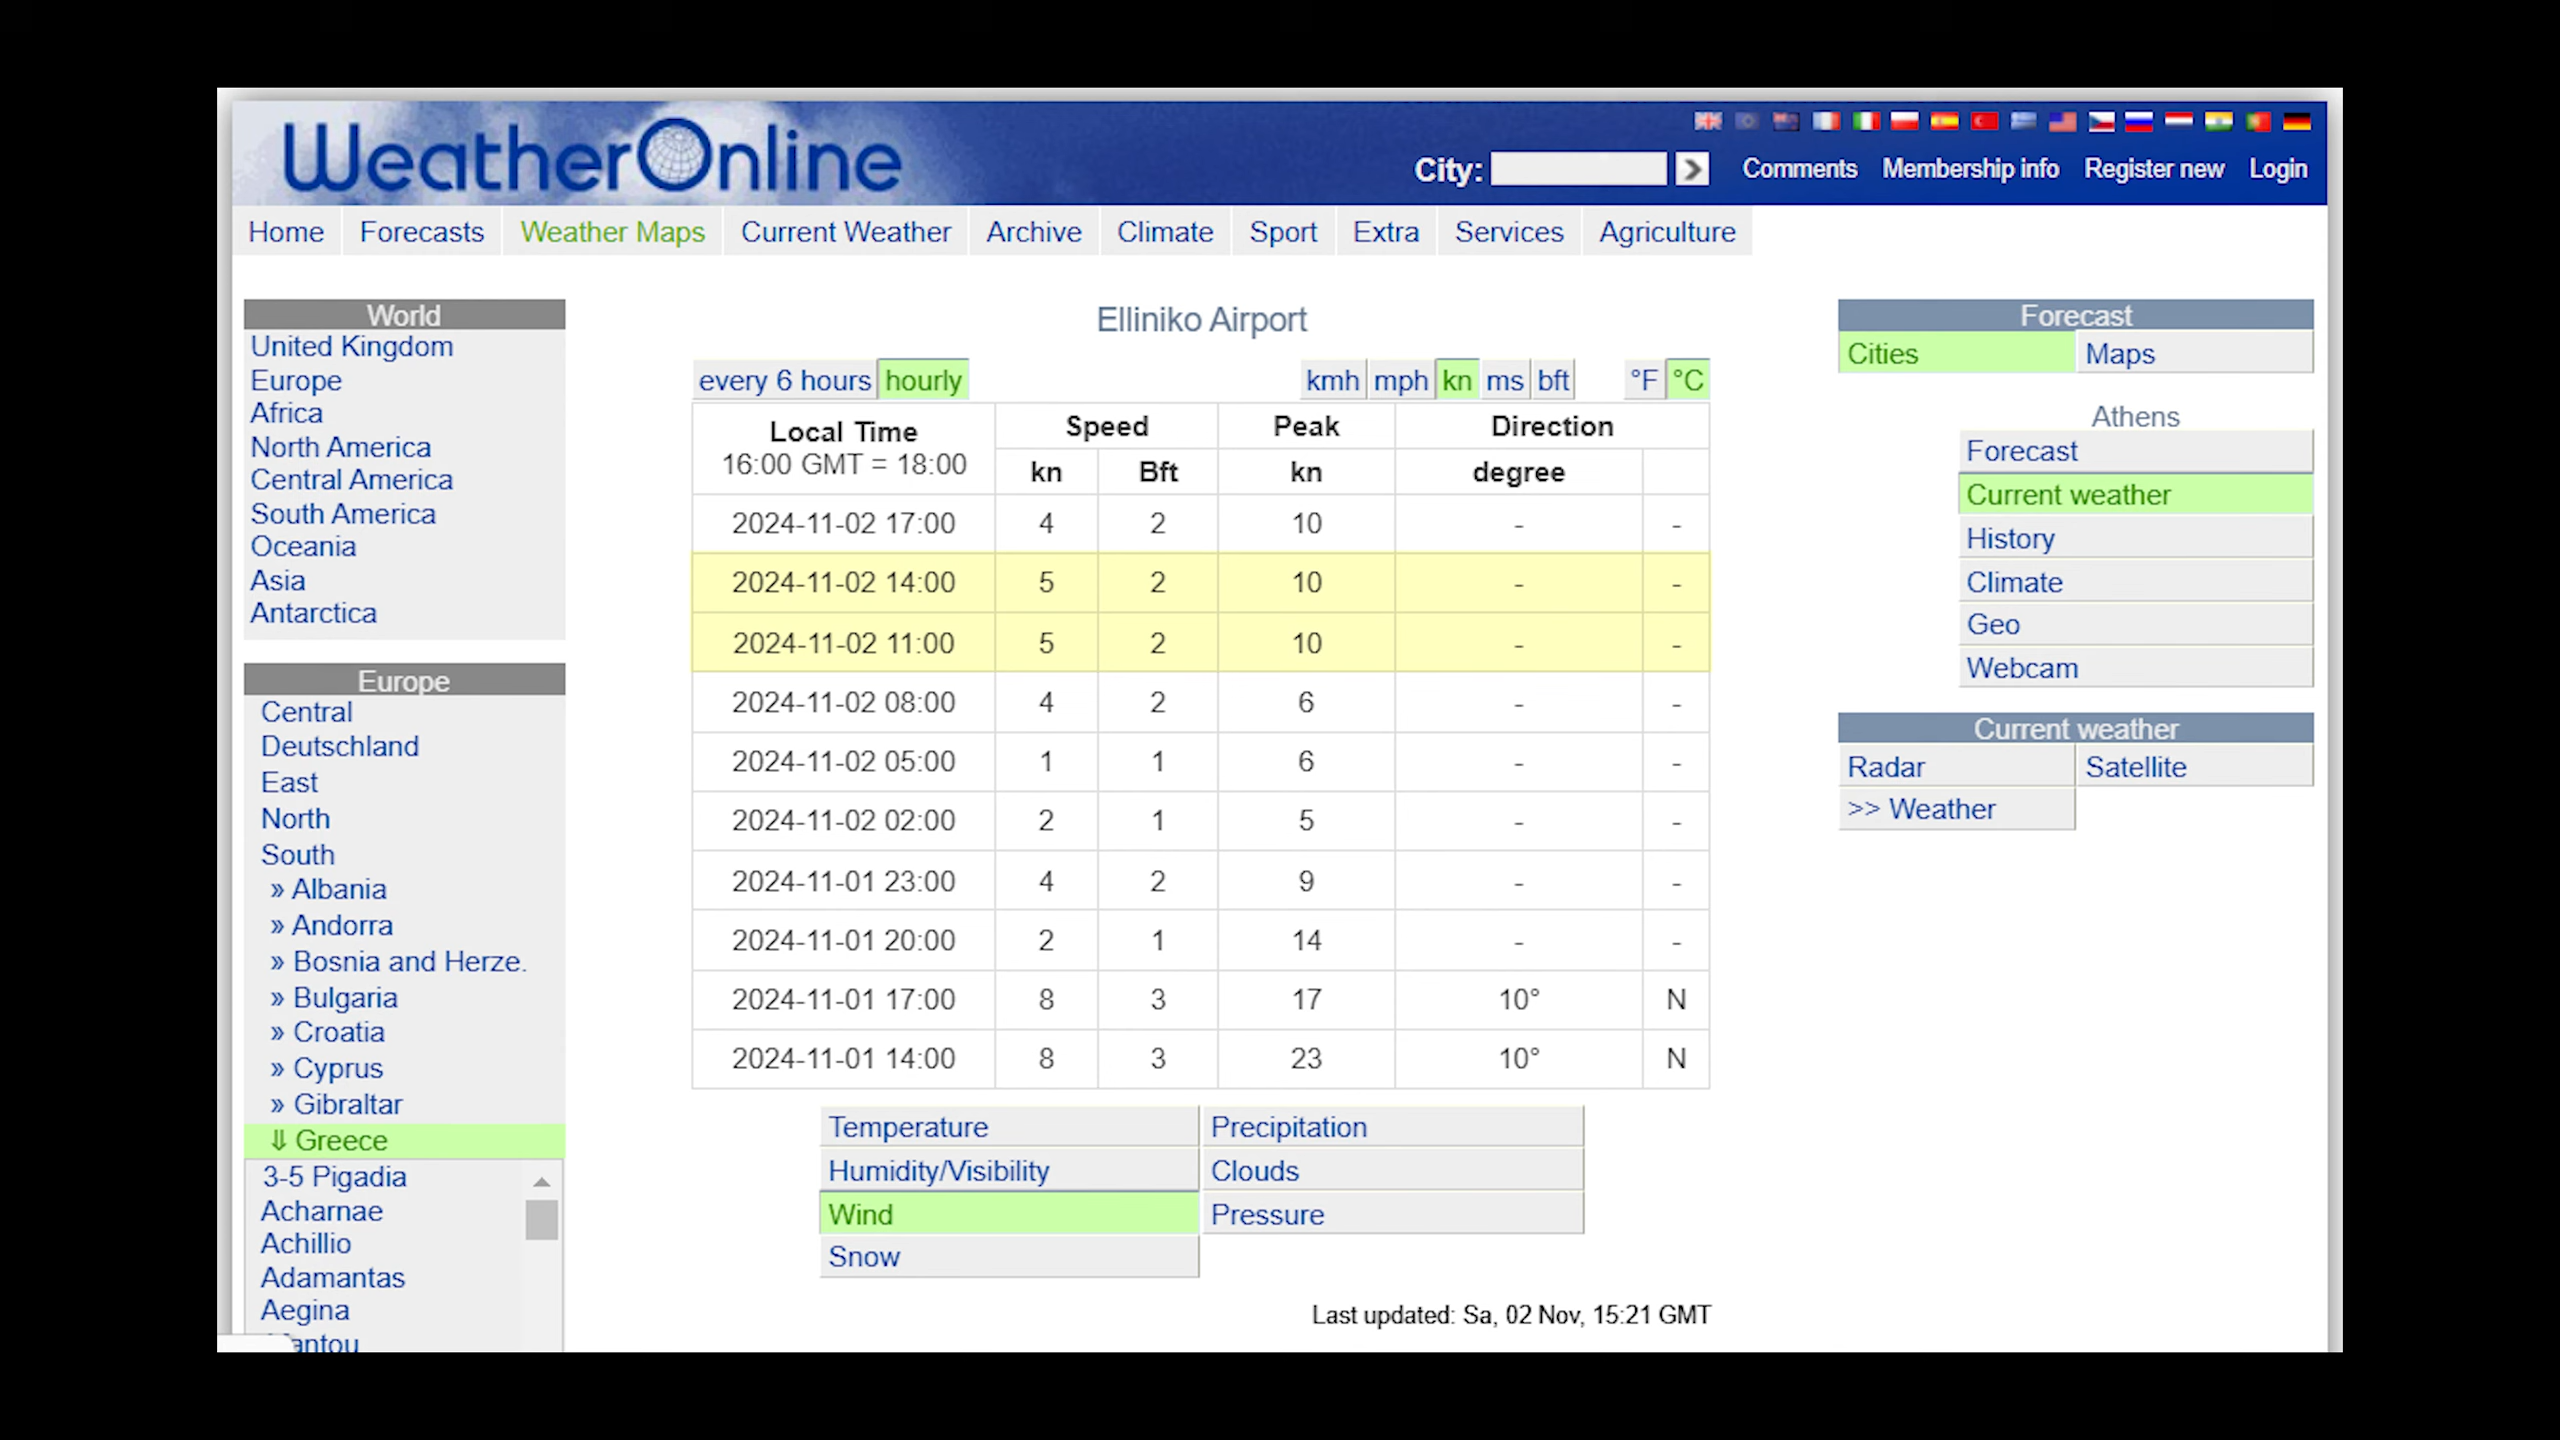 WeatherOnline
City:
Comments Membership info Register new Login
Home Forecasts Weather Maps Current Weather Archive Climate Sport Extra Services Agriculture
World
United Kingdom
Europe
Africa
North America
Central America
South America
Oceania
Asia
Antarctica
Europe
Central
Deutschland
East
North
South
» Albania
» Andorra
» Bosnia and Herze.
» Bulgaria
» Croatia
» Cyprus
» Gibraltar
⇓ Greece
3-5 Pigadia
Acharnae
Achillio
Adamantas
Aegina
Elliniko Airport
every 6 hours hourly kmh mph kn ms bft °F °C
Local Time Speed Peak Direction
16:00 GMT = 18:00 kn Bft kn degree
2024-11-02 17:00 4 2 10 - -
2024-11-02 14:00 5 2 10 - -
2024-11-02 11:00 5 2 10 - -
2024-11-02 08:00 4 2 6 - -
2024-11-02 05:00 1 1 6 - -
2024-11-02 02:00 2 1 5 - -
2024-11-01 23:00 4 2 9 - -
2024-11-01 20:00 2 1 14 - -
2024-11-01 17:00 8 3 17 10° N
2024-11-01 14:00 8 3 23 10° N
Temperature Precipitation
Humidity/Visibility Clouds
Wind Pressure
Snow
Last updated: Sa, 02 Nov, 15:21 GMT
Forecast
Cities Maps
Athens
Forecast
Current weather
History
Climate
Geo
Webcam
Current weather
Radar Satellite
>> Weather